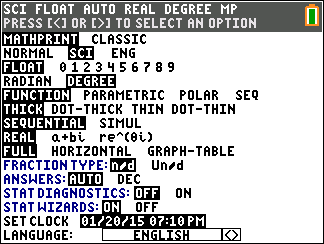 SCI FLOAT AUTO REAL DEGREE MP
PRESS [<] OR [>] TO SELECT AN OPTION
MATHPRINT CLASSIC
NORMAL SCI ENG
FLOAT 0 1 2 3 4 5 6 7 8 9
RADIAN DEGREE
FUNCTION PARAMETRIC POLAR SEQ
THICK DOT-THICK THIN DOT-THIN
SEQUENTIAL SIMUL
REAL a+bi re^(θi)
FULL HORIZONTAL GRAPH-TABLE
FRACTION TYPE: n/d Un/d
ANSWERS: AUTO DEC
STAT DIAGNOSTICS: OFF ON
STAT WIZARDS: ON OFF
SET CLOCK 01/20/15 07:10 PM
LANGUAGE: ENGLISH <>